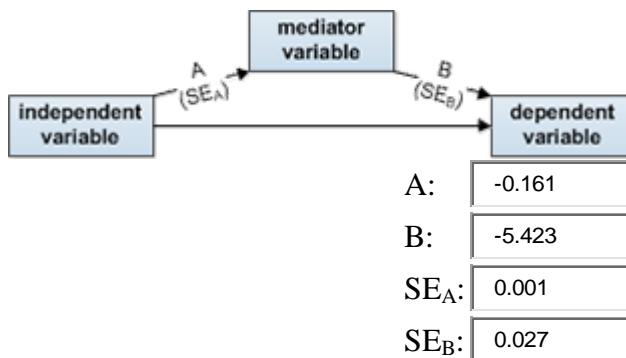 mediator
variable
A
(SEA)
B
(SEB)
independent
variable
dependent
variable
A: -0.161
B: -5.423
SEA: 0.001
SEB: 0.027